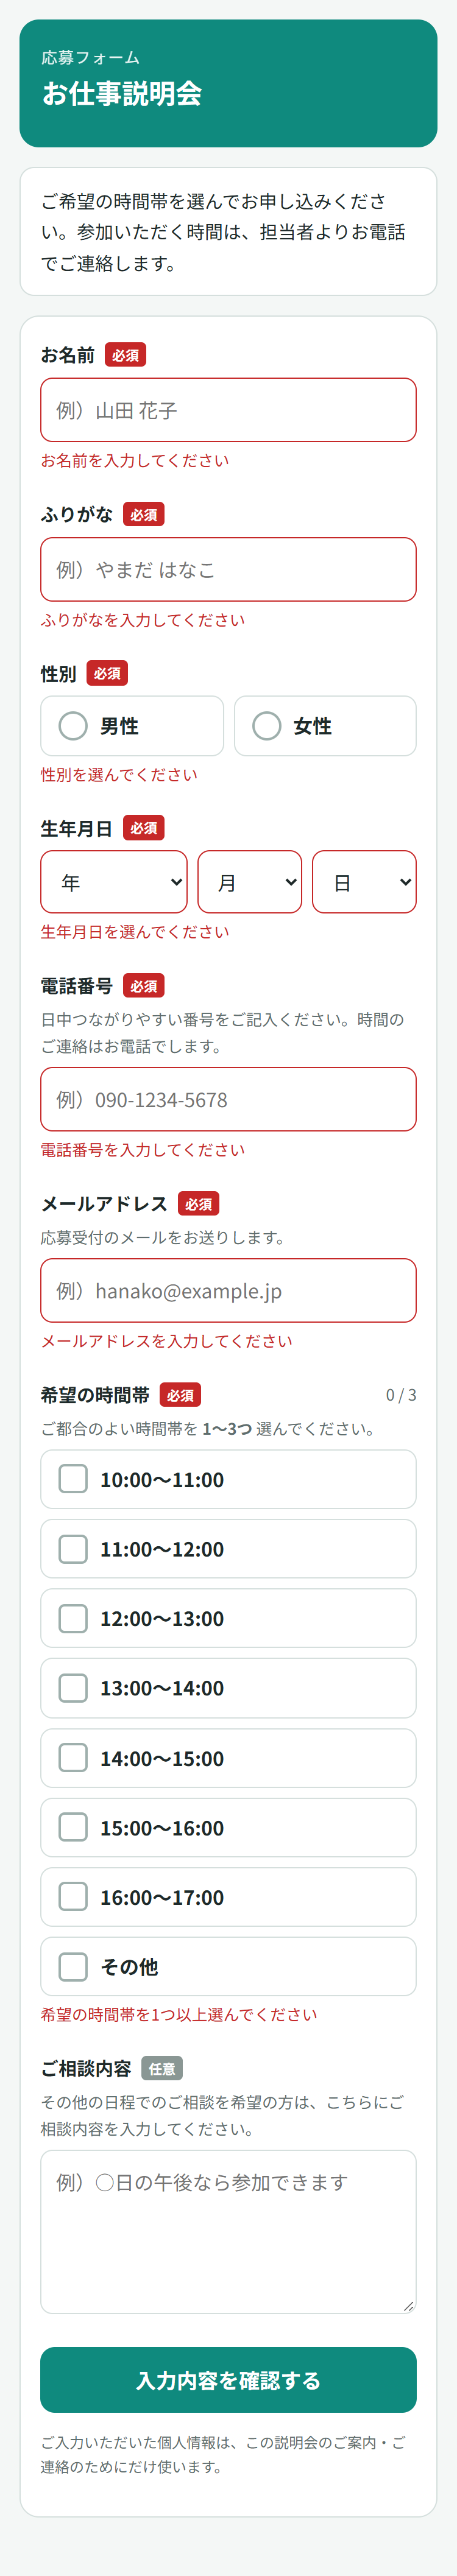 応募フォーム
お仕事説明会
ご希望の時間帯を選んでお申し込みくださ
い。参加いただく時間は、担当者よりお電話
でご連絡します。
お名前 必須
例）山田 花子
お名前を入力してください
ふりがな 必須
例）やまだ はなこ
ふりがなを入力してください
性別 必須
男性 女性
性別を選んでください
生年月日 必須
年 月 日
生年月日を選んでください
電話番号 必須
日中つながりやすい番号をご記入ください。時間の
ご連絡はお電話でします。
例）090-1234-5678
電話番号を入力してください
メールアドレス 必須
応募受付のメールをお送りします。
例）hanako@example.jp
メールアドレスを入力してください
希望の時間帯 必須 0 / 3
ご都合のよい時間帯を 1〜3つ 選んでください。
10:00〜11:00
11:00〜12:00
12:00〜13:00
13:00〜14:00
14:00〜15:00
15:00〜16:00
16:00〜17:00
その他
希望の時間帯を1つ以上選んでください
ご相談内容 任意
その他の日程でのご相談を希望の方は、こちらにご
相談内容を入力してください。
例）〇日の午後なら参加できます
入力内容を確認する
ご入力いただいた個人情報は、この説明会のご案内・ご
連絡のためにだけ使います。